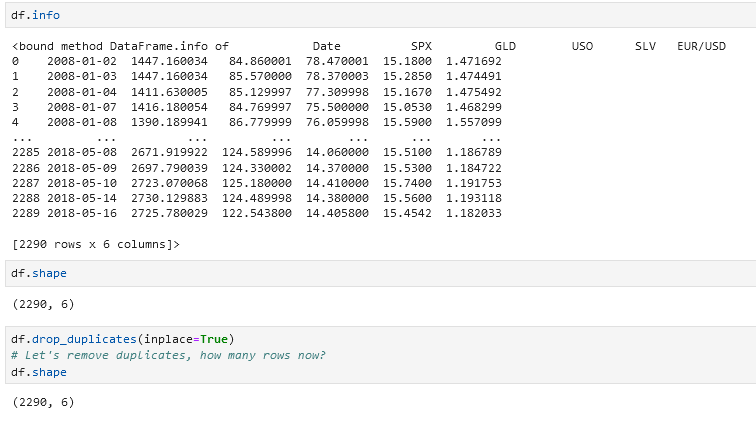 df.info
<bound method DataFrame.info of            Date          SPX         GLD        USO      SLV   EUR/USD
0    2008-01-02  1447.160034   84.860001  78.470001  15.1800  1.471692
1    2008-01-03  1447.160034   85.570000  78.370003  15.2850  1.474491
2    2008-01-04  1411.630005   85.129997  77.309998  15.1670  1.475492
3    2008-01-07  1416.180054   84.769997  75.500000  15.0530  1.468299
4    2008-01-08  1390.189941   86.779999  76.059998  15.5900  1.557099
...         ...          ...         ...        ...      ...       ...
2285 2018-05-08  2671.919922  124.589996  14.060000  15.5100  1.186789
2286 2018-05-09  2697.790039  124.330002  14.370000  15.5300  1.184722
2287 2018-05-10  2723.070068  125.180000  14.410000  15.7400  1.191753
2288 2018-05-14  2730.129883  124.489998  14.380000  15.5600  1.193118
2289 2018-05-16  2725.780029  122.543800  14.405800  15.4542  1.182033
[2290 rows x 6 columns]>
df.shape
(2290, 6)
df.drop_duplicates(inplace=True)
# Let's remove duplicates, how many rows now?
df.shape
(2290, 6)